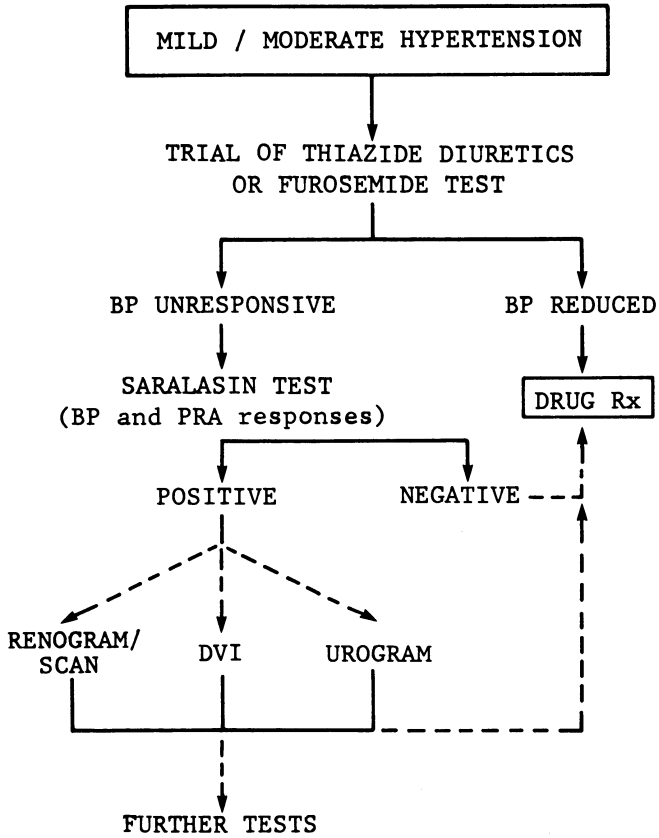 MILD / MODERATE HYPERTENSION
TRIAL OF THIAZIDE DIURETICS
OR FUROSEMIDE TEST
BP UNRESPONSIVE
BP REDUCED
SARALASIN TEST
(BP and PRA responses)
DRUG Rx
POSITIVE
NEGATIVE
RENOGRAM/
SCAN
DVI
UROGRAM
FURTHER TESTS